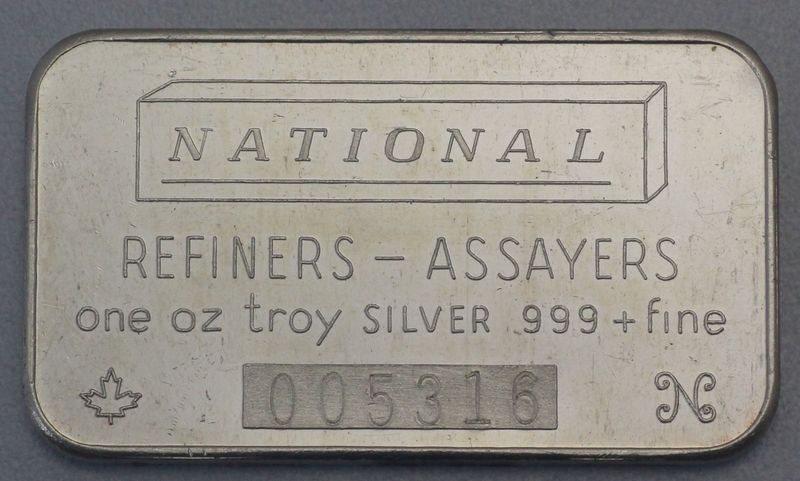 NATIONAL
REFINERS – ASSAYERS
one oz troy SILVER 999 + fine
005316
N